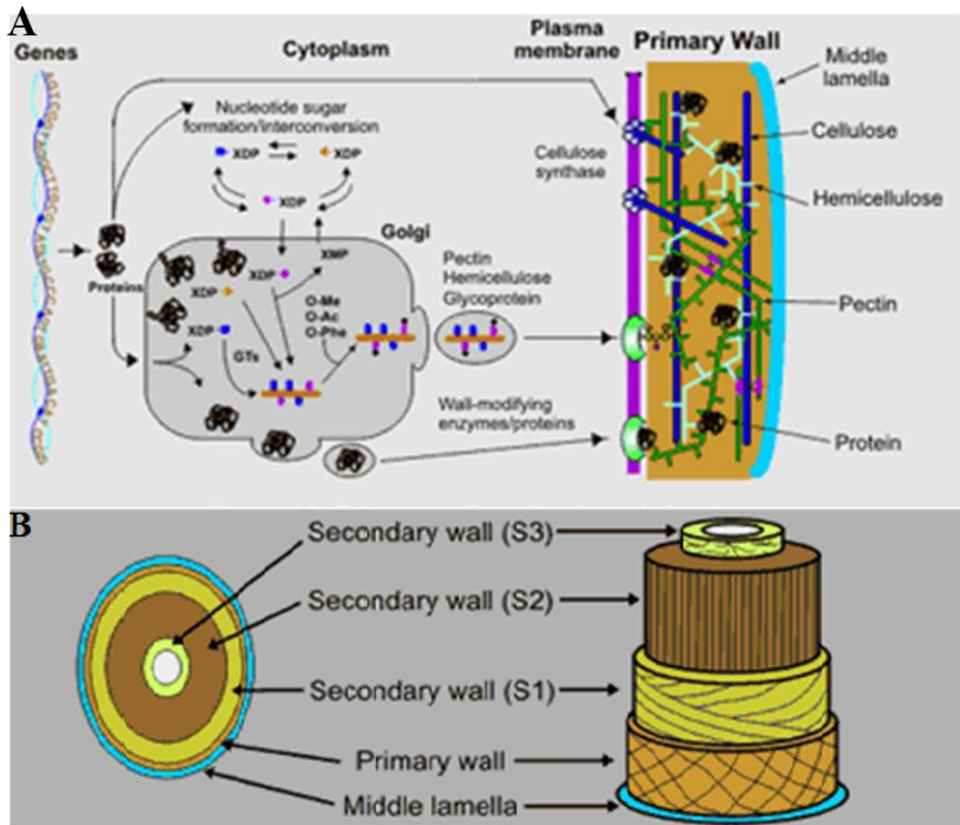 A
Genes
Cytoplasm
Plasma
membrane
Primary Wall
Middle
lamella
Nucleotide sugar
formation/interconversion
XDP
XDP
XDP
Cellulose
synthase
Cellulose
Hemicellulose
Golgi
Proteins
XDP
XMP
XDP
XDP
O-Me
O-Ac
O-Phe
GTs
Pectin
Hemicellulose
Glycoprotein
Pectin
Wall-modifying
enzymes/proteins
Protein
B
Secondary wall (S3)
Secondary wall (S2)
Secondary wall (S1)
Primary wall
Middle lamella